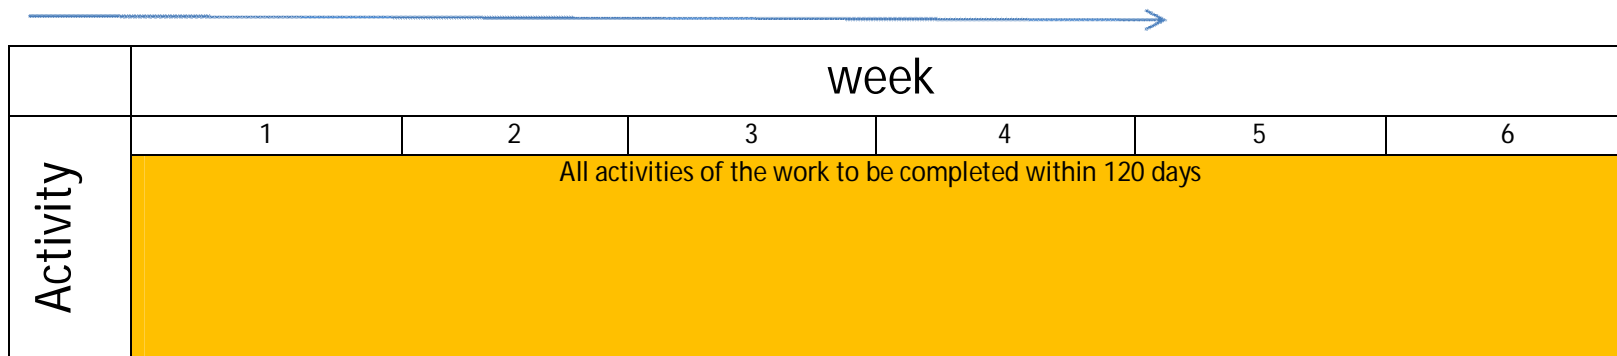 week
1 2 3 4 5 6
Activity
All activities of the work to be completed within 120 days